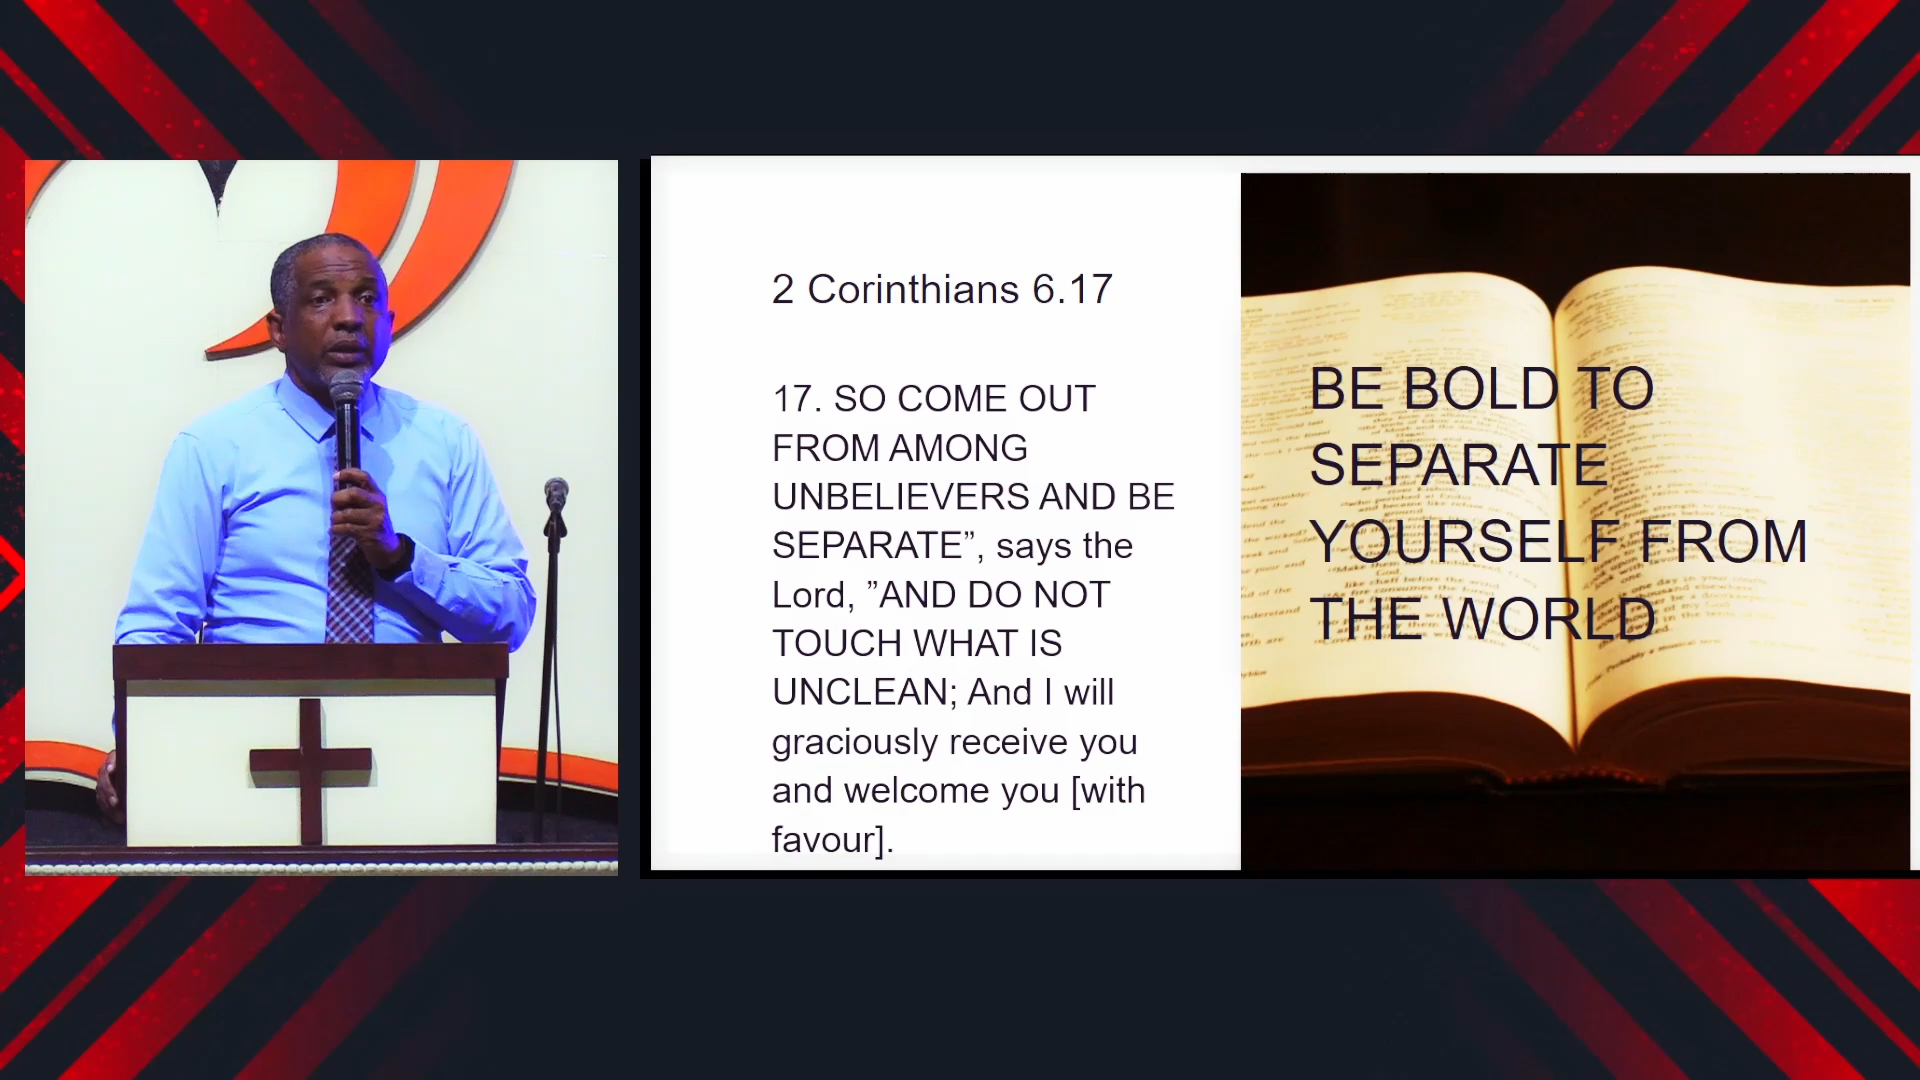 2 Corinthians 6.17
17. SO COME OUT
FROM AMONG
UNBELIEVERS AND BE
SEPARATE”, says the
Lord, ”AND DO NOT
TOUCH WHAT IS
UNCLEAN; And I will
graciously receive you
and welcome you [with
favour].
BE BOLD TO
SEPARATE
YOURSELF FROM
THE WORLD